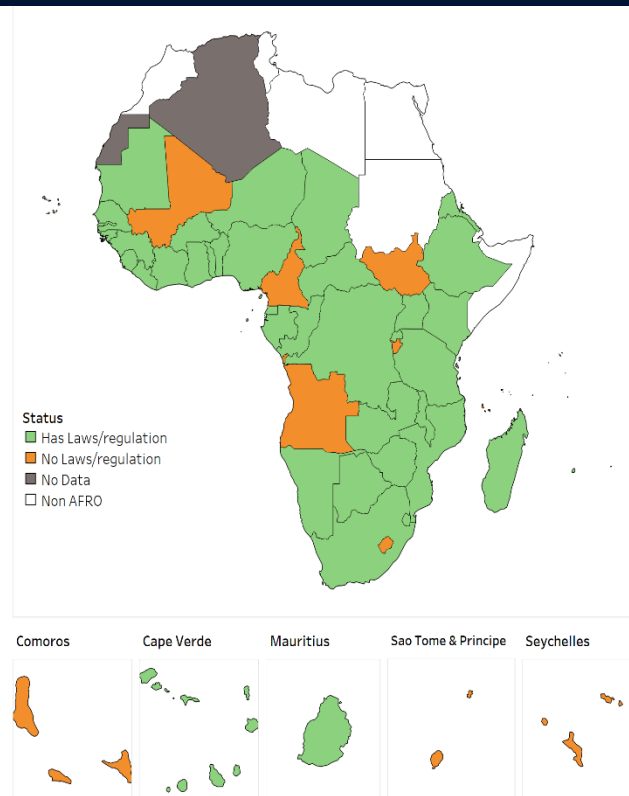 Status
Has Laws/regulation
No Laws/regulation
No Data
Non AFRO
Comoros Cape Verde Mauritius Sao Tome & Principe Seychelles